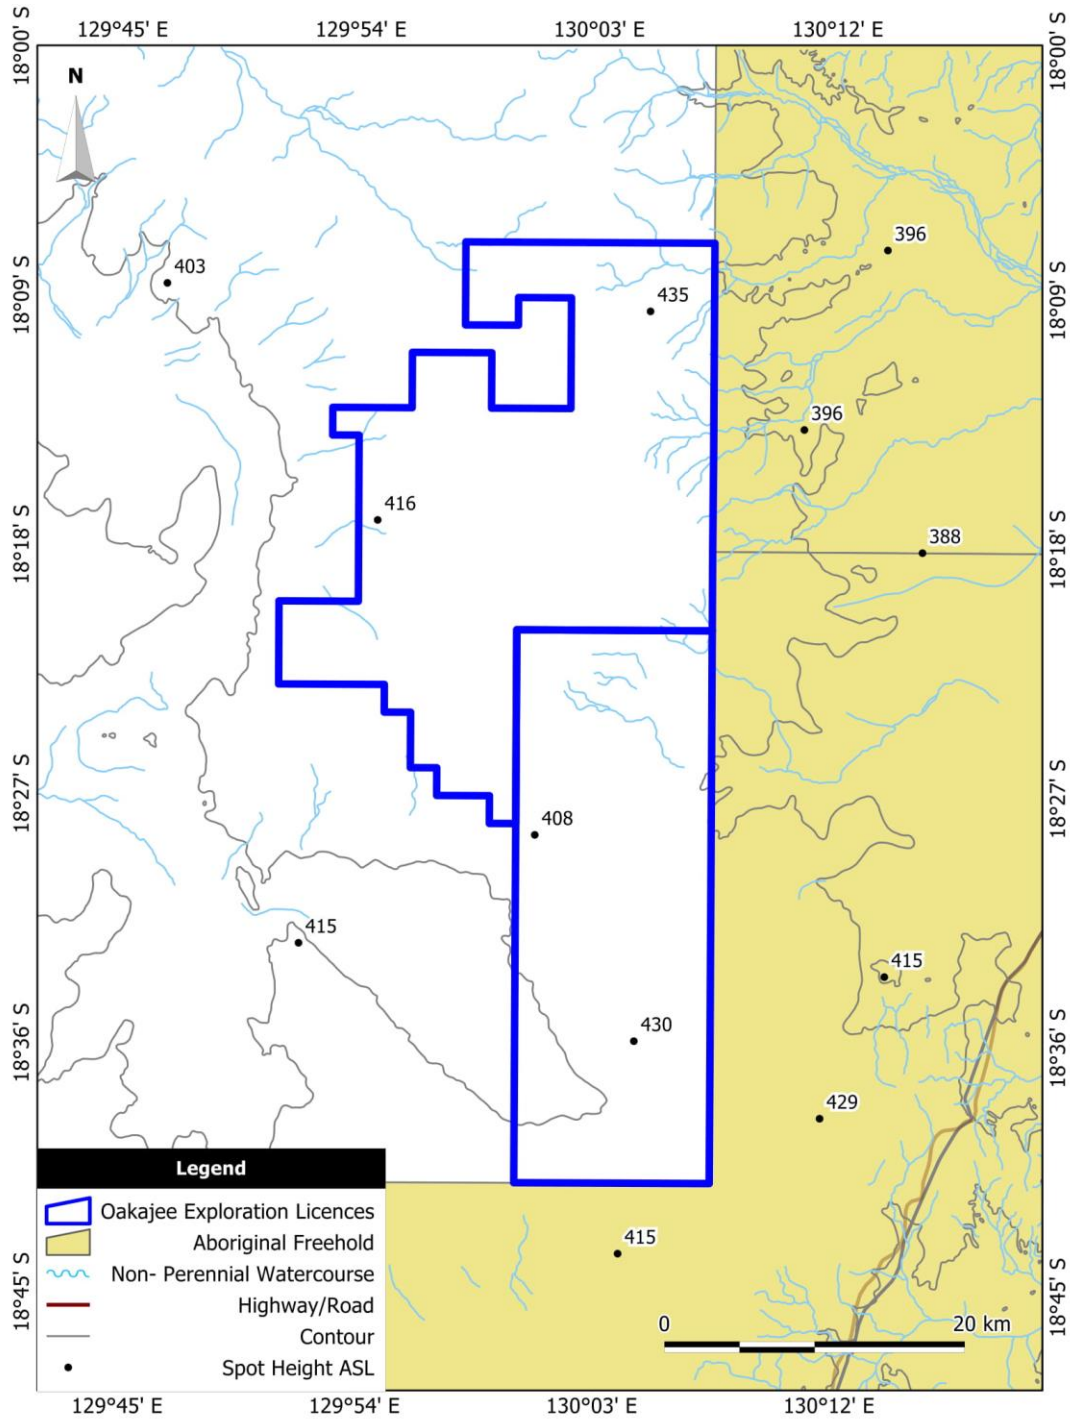 129°45' E 129°54' E 130°03' E 130°12' E
18°00' S 18°00' S
N
396
403
435
18°09' S 18°09' S
396
416
388
18°18' S 18°18' S
18°27' S 18°27' S
408
415
415
430
18°36' S 18°36' S
429
415
18°45' S 18°45' S
Legend
Oakajee Exploration Licences
Aboriginal Freehold
Non- Perennial Watercourse
Highway/Road
Contour
Spot Height ASL
0 20 km
129°45' E 129°54' E 130°03' E 130°12' E